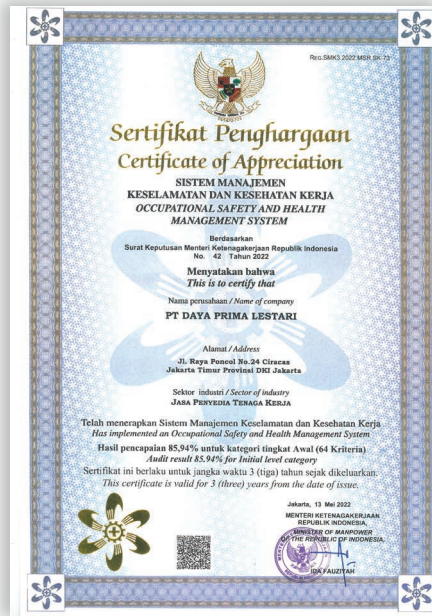 REG.SMK3.2022.MSR.SK-73
Sertifikat Penghargaan
Certificate of Appreciation
SISTEM MANAJEMEN
KESELAMATAN DAN KESEHATAN KERJA
OCCUPATIONAL SAFETY AND HEALTH
MANAGEMENT SYSTEM
Berdasarkan
Surat Keputusan Menteri Ketenagakerjaan Republik Indonesia
No. 42 Tahun 2022
Menyatakan bahwa
This is to certify that
Nama perusahaan / Name of company
PT DAYA PRIMA LESTARI
Alamat / Address
Jl. Raya Poncol No.24 Ciracas
Jakarta Timur Provinsi DKI Jakarta
Sektor industri / Sector of industry
JASA PENYEDIA TENAGA KERJA
Telah menerapkan Sistem Manajemen Keselamatan dan Kesehatan Kerja
Has implemented an Occupational Safety and Health Management System
Hasil pencapaian 85,94% untuk kategori tingkat Awal (64 Kriteria)
Audit result 85.94% for Initial level category
Sertifikat ini berlaku untuk jangka waktu 3 (tiga) tahun sejak dikeluarkan.
This certificate is valid for 3 (three) years from the date of issue.
Jakarta, 13 Mei 2022
MENTERI KETENAGAKERJAAN
REPUBLIK INDONESIA,
MINISTER OF MANPOWER
OF THE REPUBLIC OF INDONESIA,
IDA FAUZIYAH